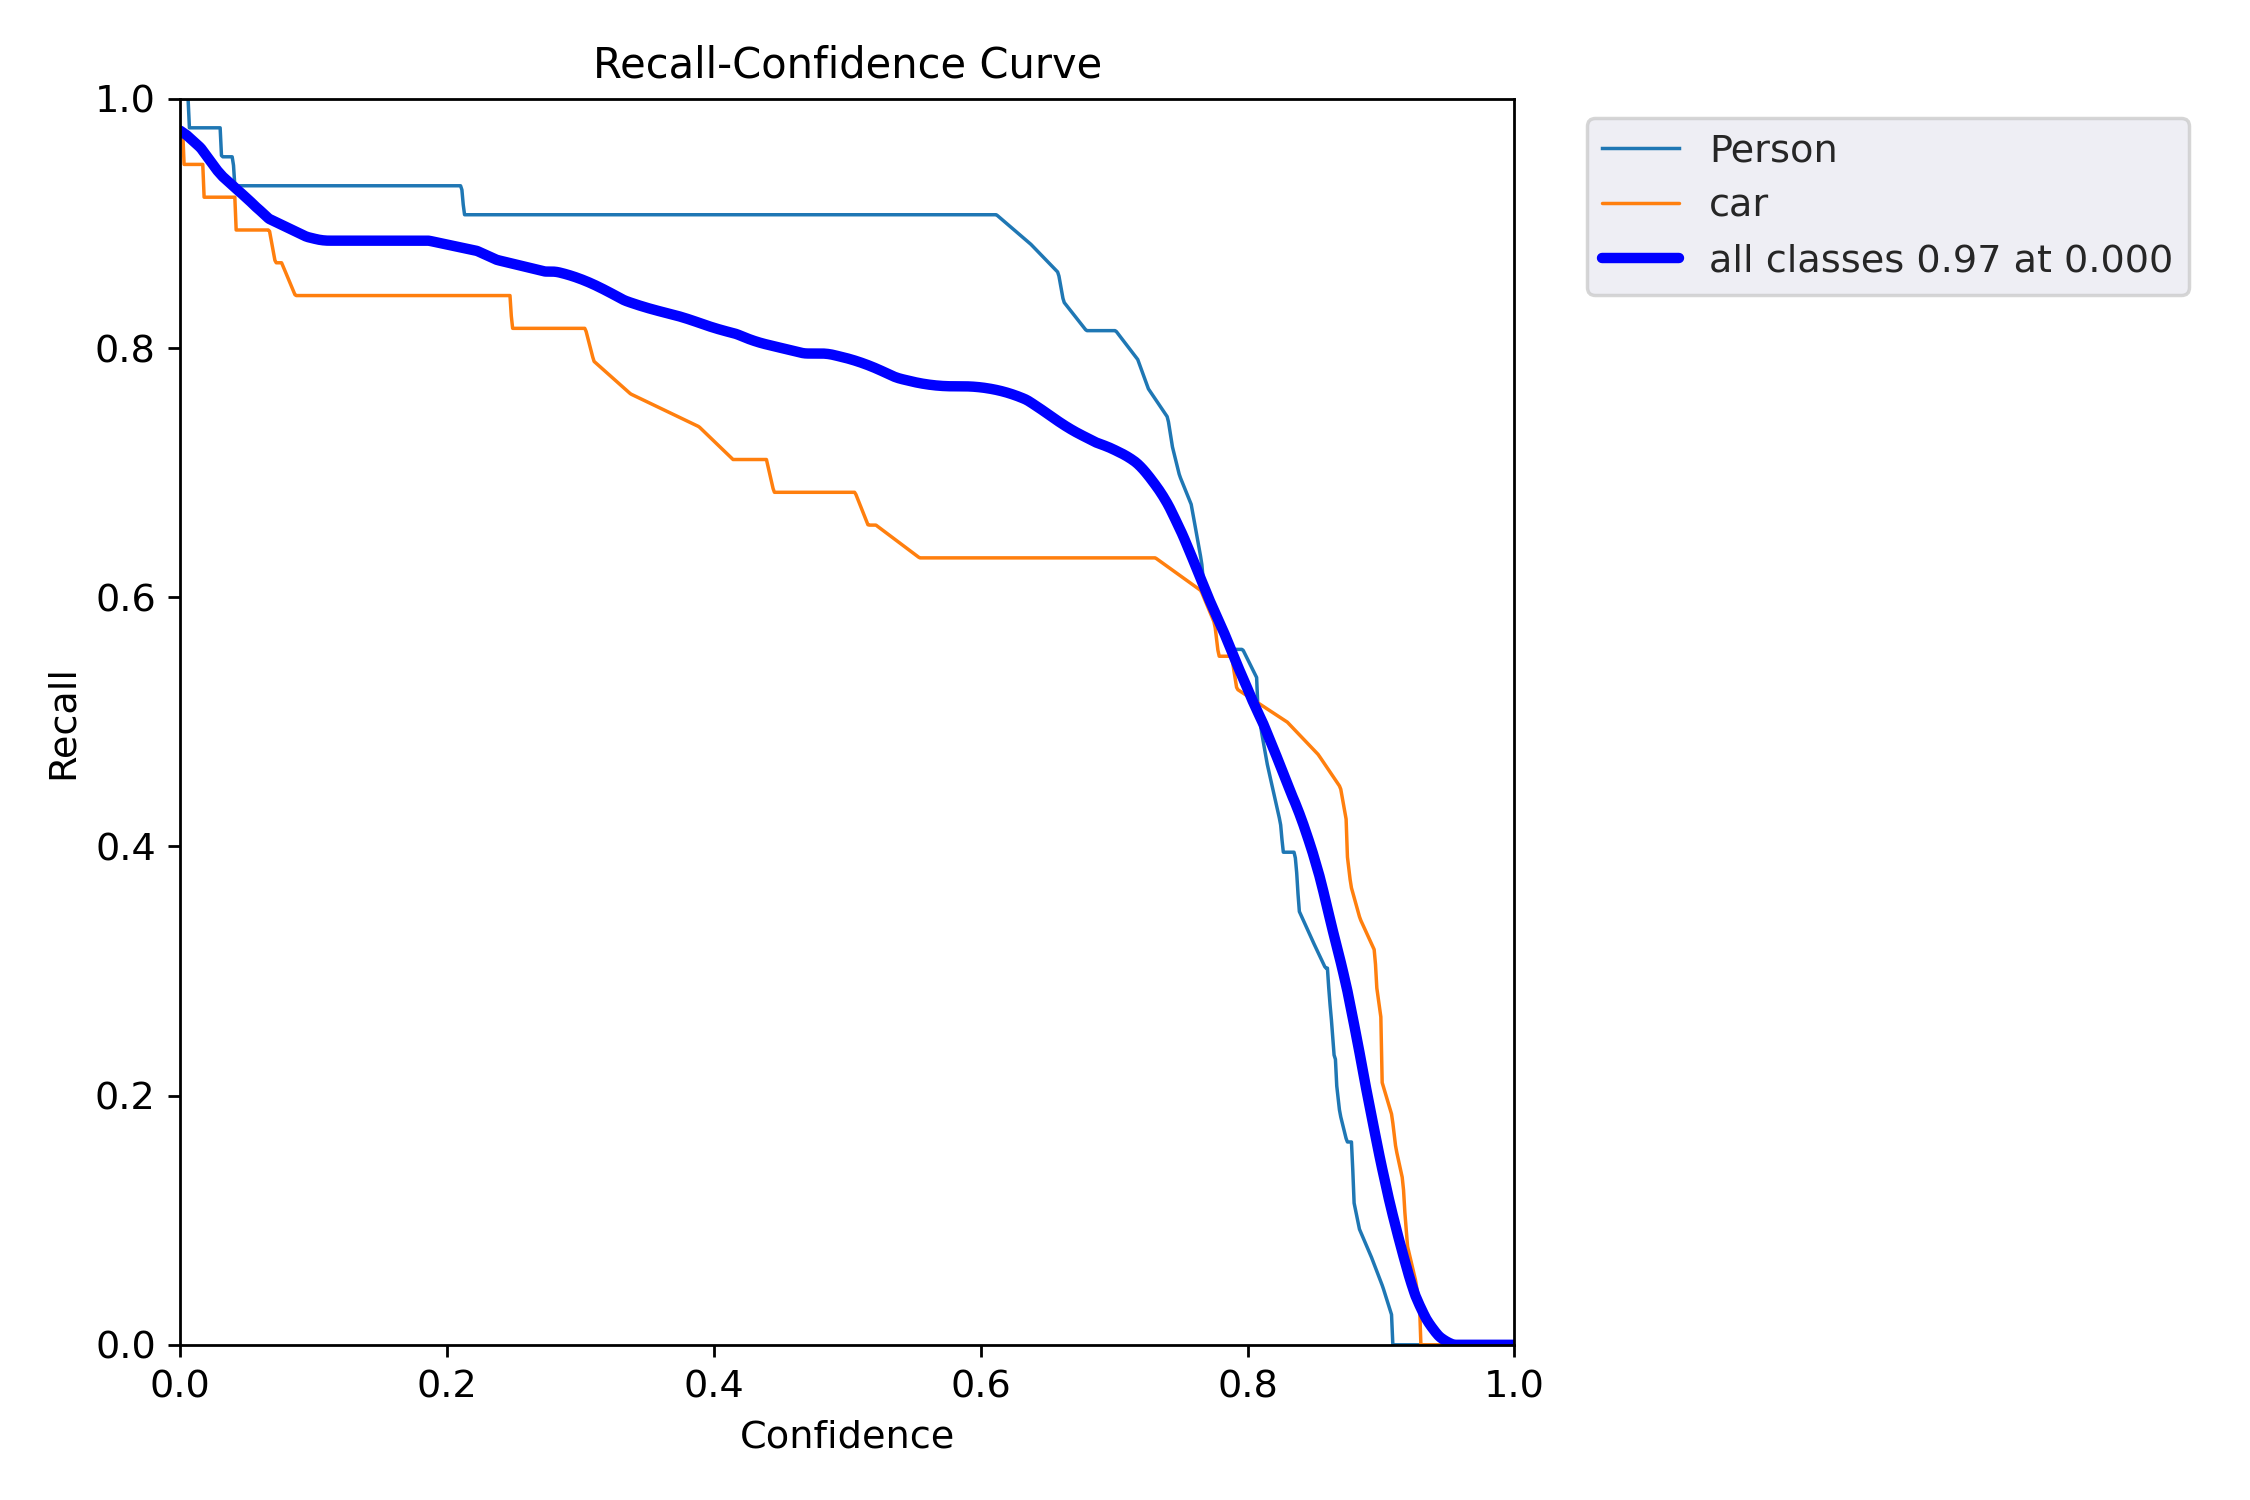 Recall-Confidence Curve
1.0
0.8
0.6
0.4
0.2
0.0
Recall
0.0 0.2 0.4 0.6 0.8 1.0
Confidence
Person
car
all classes 0.97 at 0.000